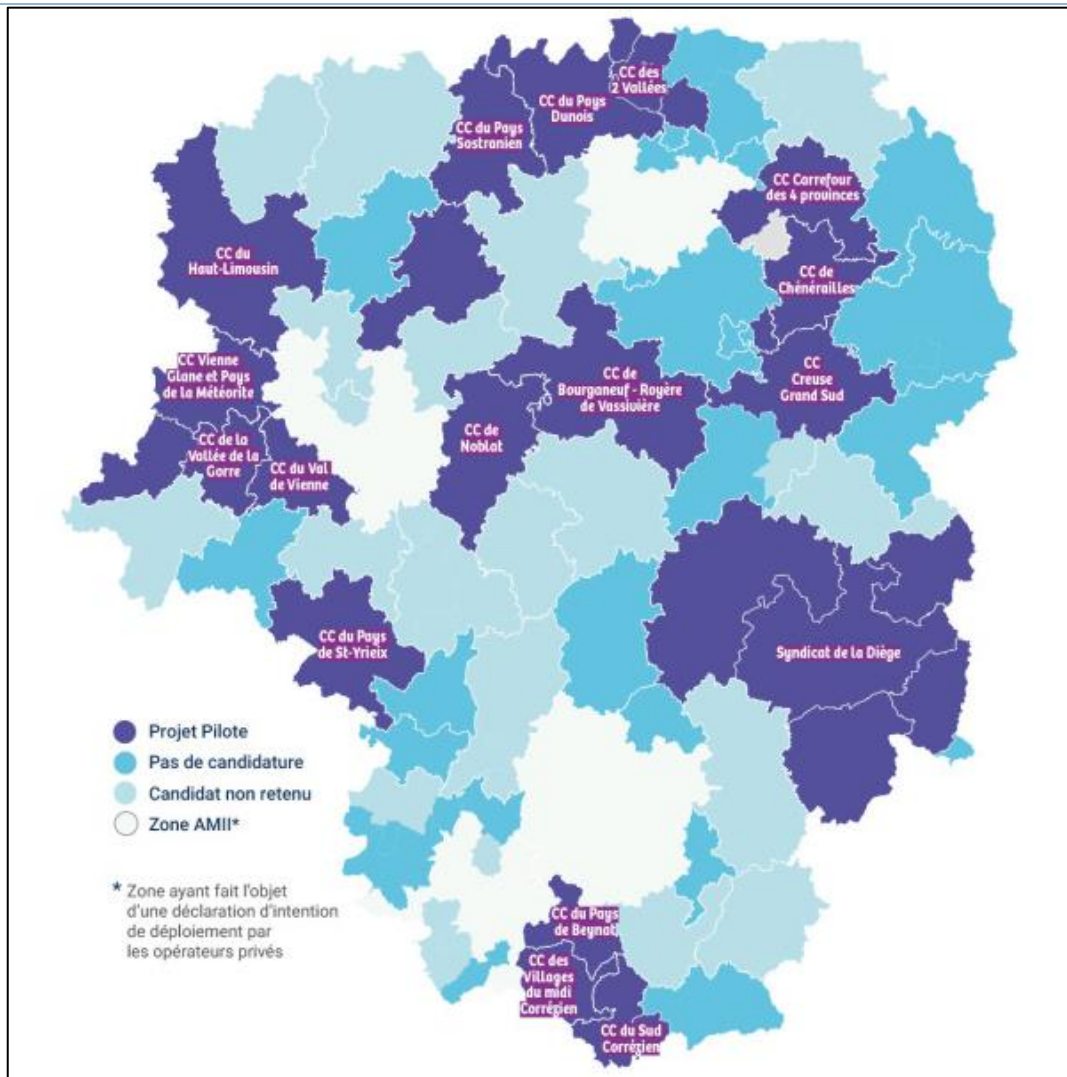 CC des
2 Vallées
CC du Pays
Dunois
CC du Pays
Sostranien
CC Carrefour
des 4 provinces
CC du
Haut-Limousin
CC de
Chénérailles
CC Vienne
Glane et Pays
de la Météorite
CC de
Bourganeuf - Royère
de Vassivière
CC
Creuse
Grand Sud
CC de
Noblat
CC de la
Vallée de la
Gorre
CC du Val
de Vienne
CC du Pays
de St-Yrieix
Syndicat de la Diège
Projet Pilote
Pas de candidature
Candidat non retenu
Zone AMII*
* Zone ayant fait l'objet
d'une déclaration d'intention
de déploiement par
les opérateurs privés
CC du Pays
de Beynat
CC des
Villages
du midi
Corrézien
CC du Sud
Corrézien